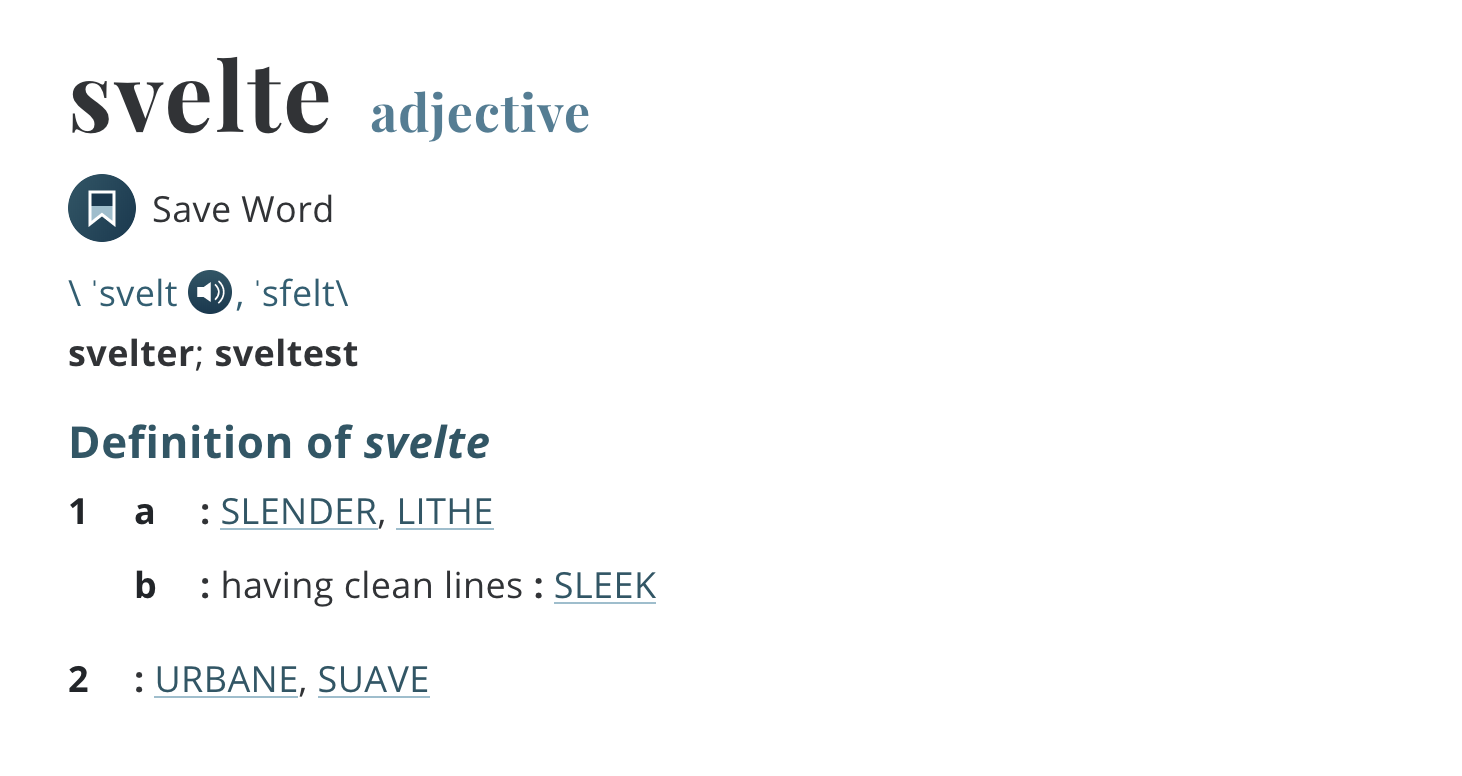 svelte adjective
Save Word
\ ˈsvelt , ˈsfelt\
svelter; sveltest
Definition of svelte
1 a : SLENDER, LITHE
b : having clean lines : SLEEK
2 : URBANE, SUAVE